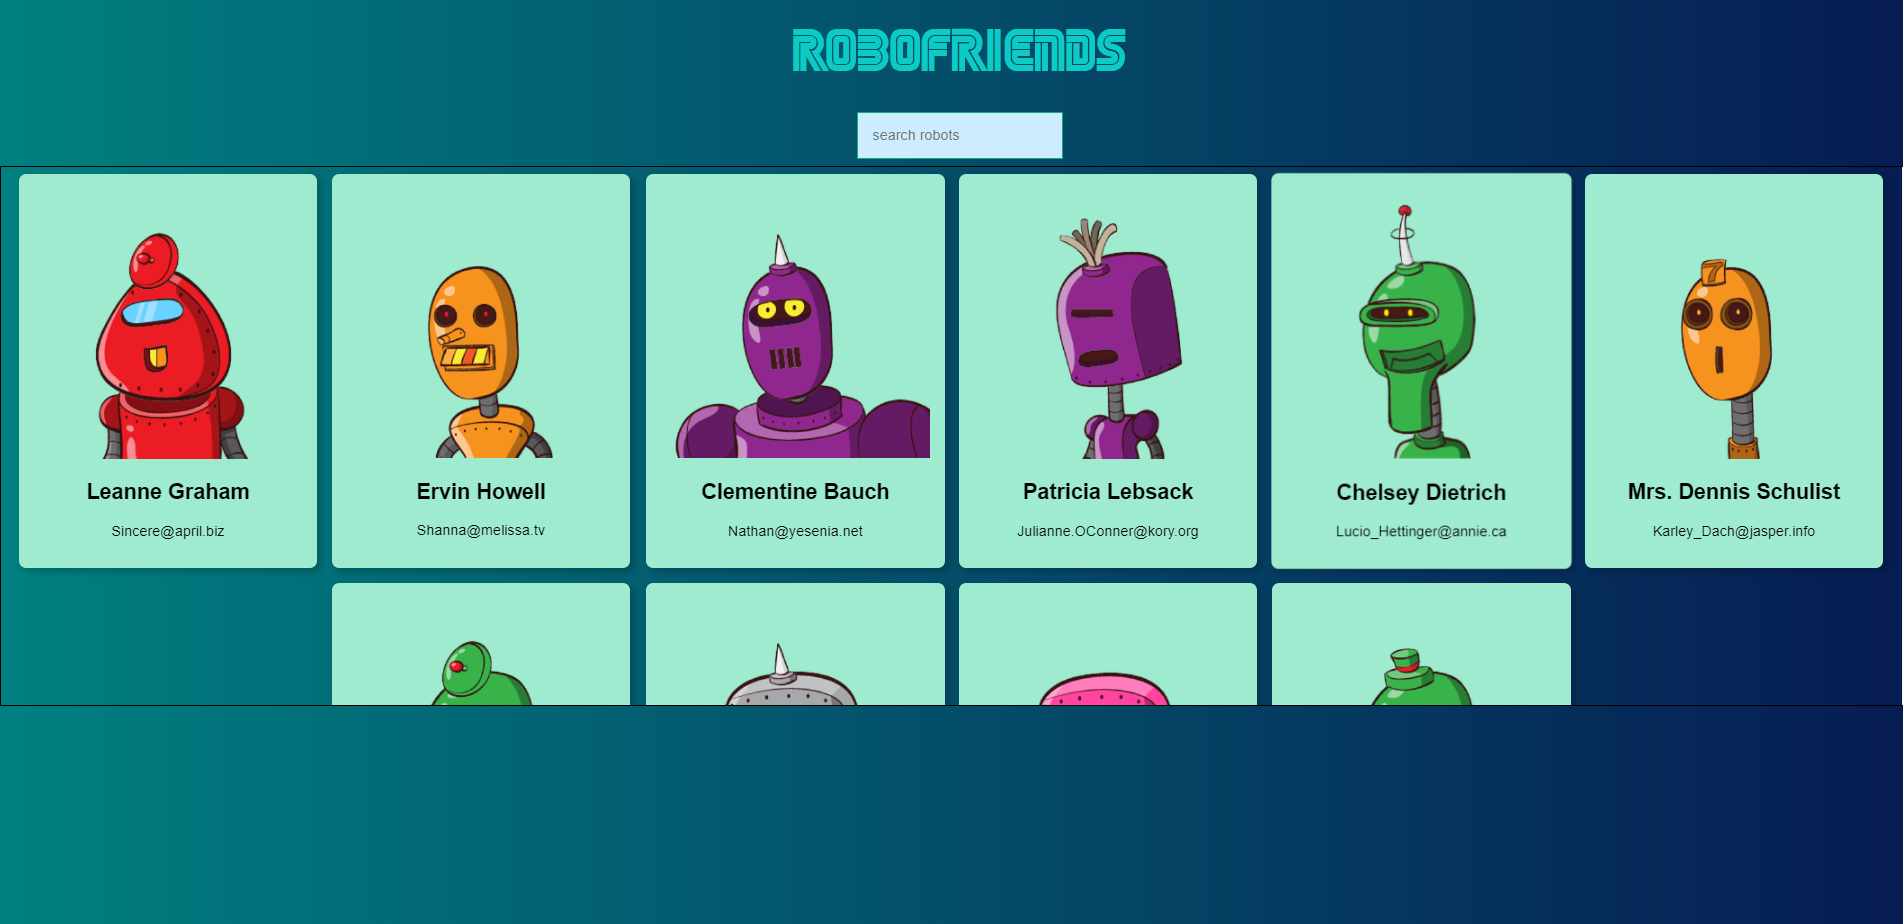 ROBOFRIENDS
search robots
7
Leanne Graham
Sincere@april.biz
Ervin Howell
Shanna@melissa.tv
Clementine Bauch
Nathan@yesenia.net
Patricia Lebsack
Julianne.OConner@kory.org
Chelsey Dietrich
Lucio_Hettinger@annie.ca
Mrs. Dennis Schulist
Karley_Dach@jasper.info